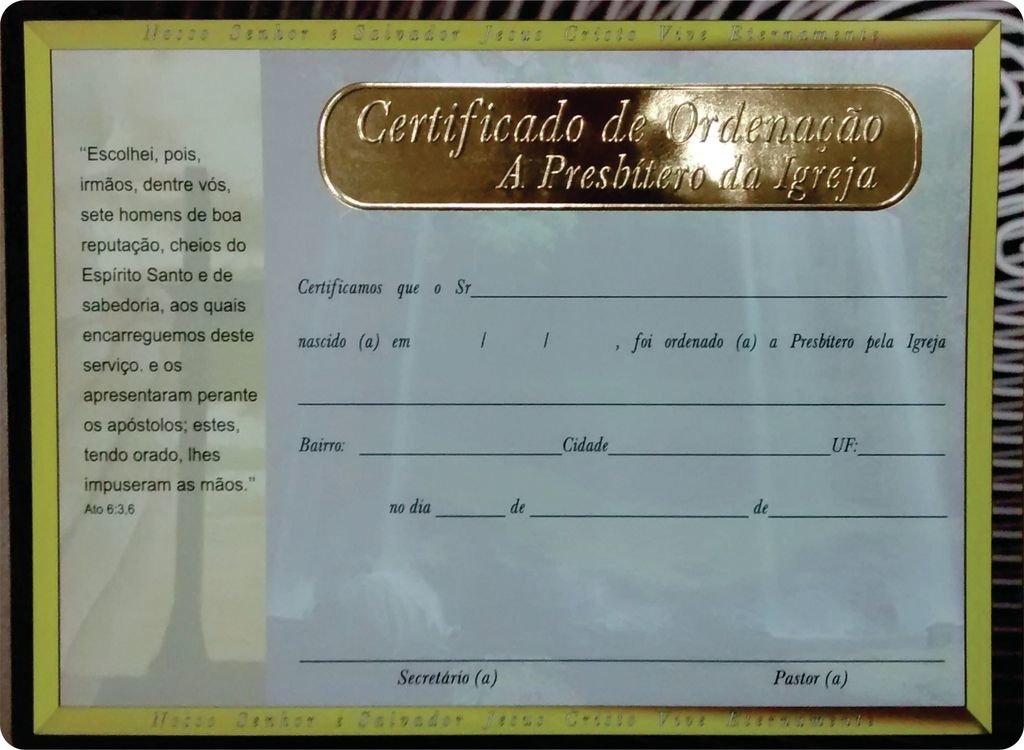 Nosso Senhor e Salvador Jesus Cristo Vive Eternamente
Certificado de Ordenação
A Presbítero da Igreja
"Escolhei, pois,
irmãos, dentre vós,
sete homens de boa
reputação, cheios do
Espírito Santo e de
sabedoria, aos quais
encarreguemos deste
serviço. e os
apresentaram perante
os apóstolos; estes,
tendo orado, lhes
impuseram as mãos."
Ato 6:3,6
Certificamos que o Sr
nascido (a) em / / , foi ordenado (a) a Presbítero pela Igreja
Bairro: Cidade UF:
no dia de de
Secretário (a) Pastor (a)
Nosso Senhor e Salvador Jesus Cristo Vive Eternamente